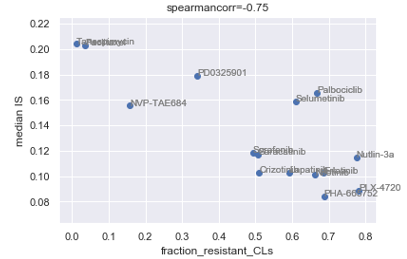 spearmancorr=-0.75
0.22
0.20
0.18
0.16
0.14
0.12
0.10
0.08
median IS
PD0325901
NVP-TAE684
Palbociclib
Selumetinib
Sorafenib
Nutlin-3a
Crizotinib
PLX-4720
PHA-665752
0.0 0.1 0.2 0.3 0.4 0.5 0.6 0.7 0.8
fraction_resistant_CLs